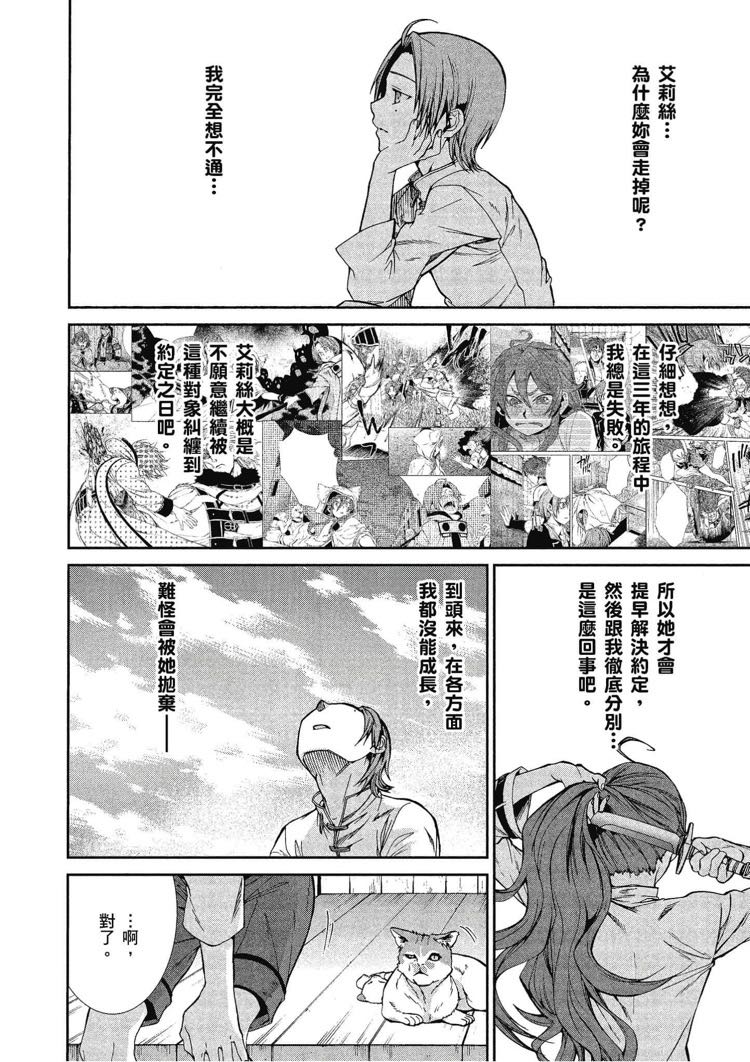 艾莉絲…
為什麼妳會走掉呢？
我完全想不通…
仔細想想，
在這三年的旅程中
我總是失敗。
艾莉絲大概是
不願意繼續被
這種對象糾纏到
約定之日吧。
所以她才會
提早解決約定，
然後跟我徹底分別…
是這麼回事吧。
到頭來，在各方面
我都沒能成長，
難怪會被她拋棄——
…啊，
對了。